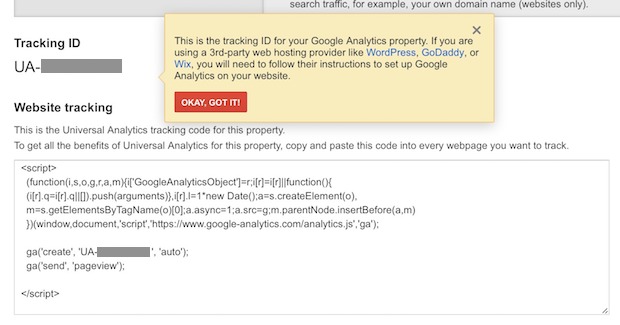 search traffic, for example, your own domain name (websites only).
Tracking ID
UA-
This is the tracking ID for your Google Analytics property. If you are
using a 3rd-party web hosting provider like WordPress, GoDaddy, or
Wix, you will need to follow their instructions to set up Google
Analytics on your website.
OKAY, GOT IT!
Website tracking
This is the Universal Analytics tracking code for this property.
To get all the benefits of Universal Analytics for this property, copy and paste this code into every webpage you want to track.
<script>
(function(i,s,o,g,r,a,m){i['GoogleAnalyticsObject']=r;i[r]=i[r]||function(){
(i[r].q=i[r].q||[]).push(arguments)},i[r].l=1*new Date();a=s.createElement(o),
m=s.getElementsByTagName(o)[0];a.async=1;a.src=g;m.parentNode.insertBefore(a,m)
})(window,document,'script','https://www.google-analytics.com/analytics.js','ga');
ga('create', 'UA- ', 'auto');
ga('send', 'pageview');
</script>